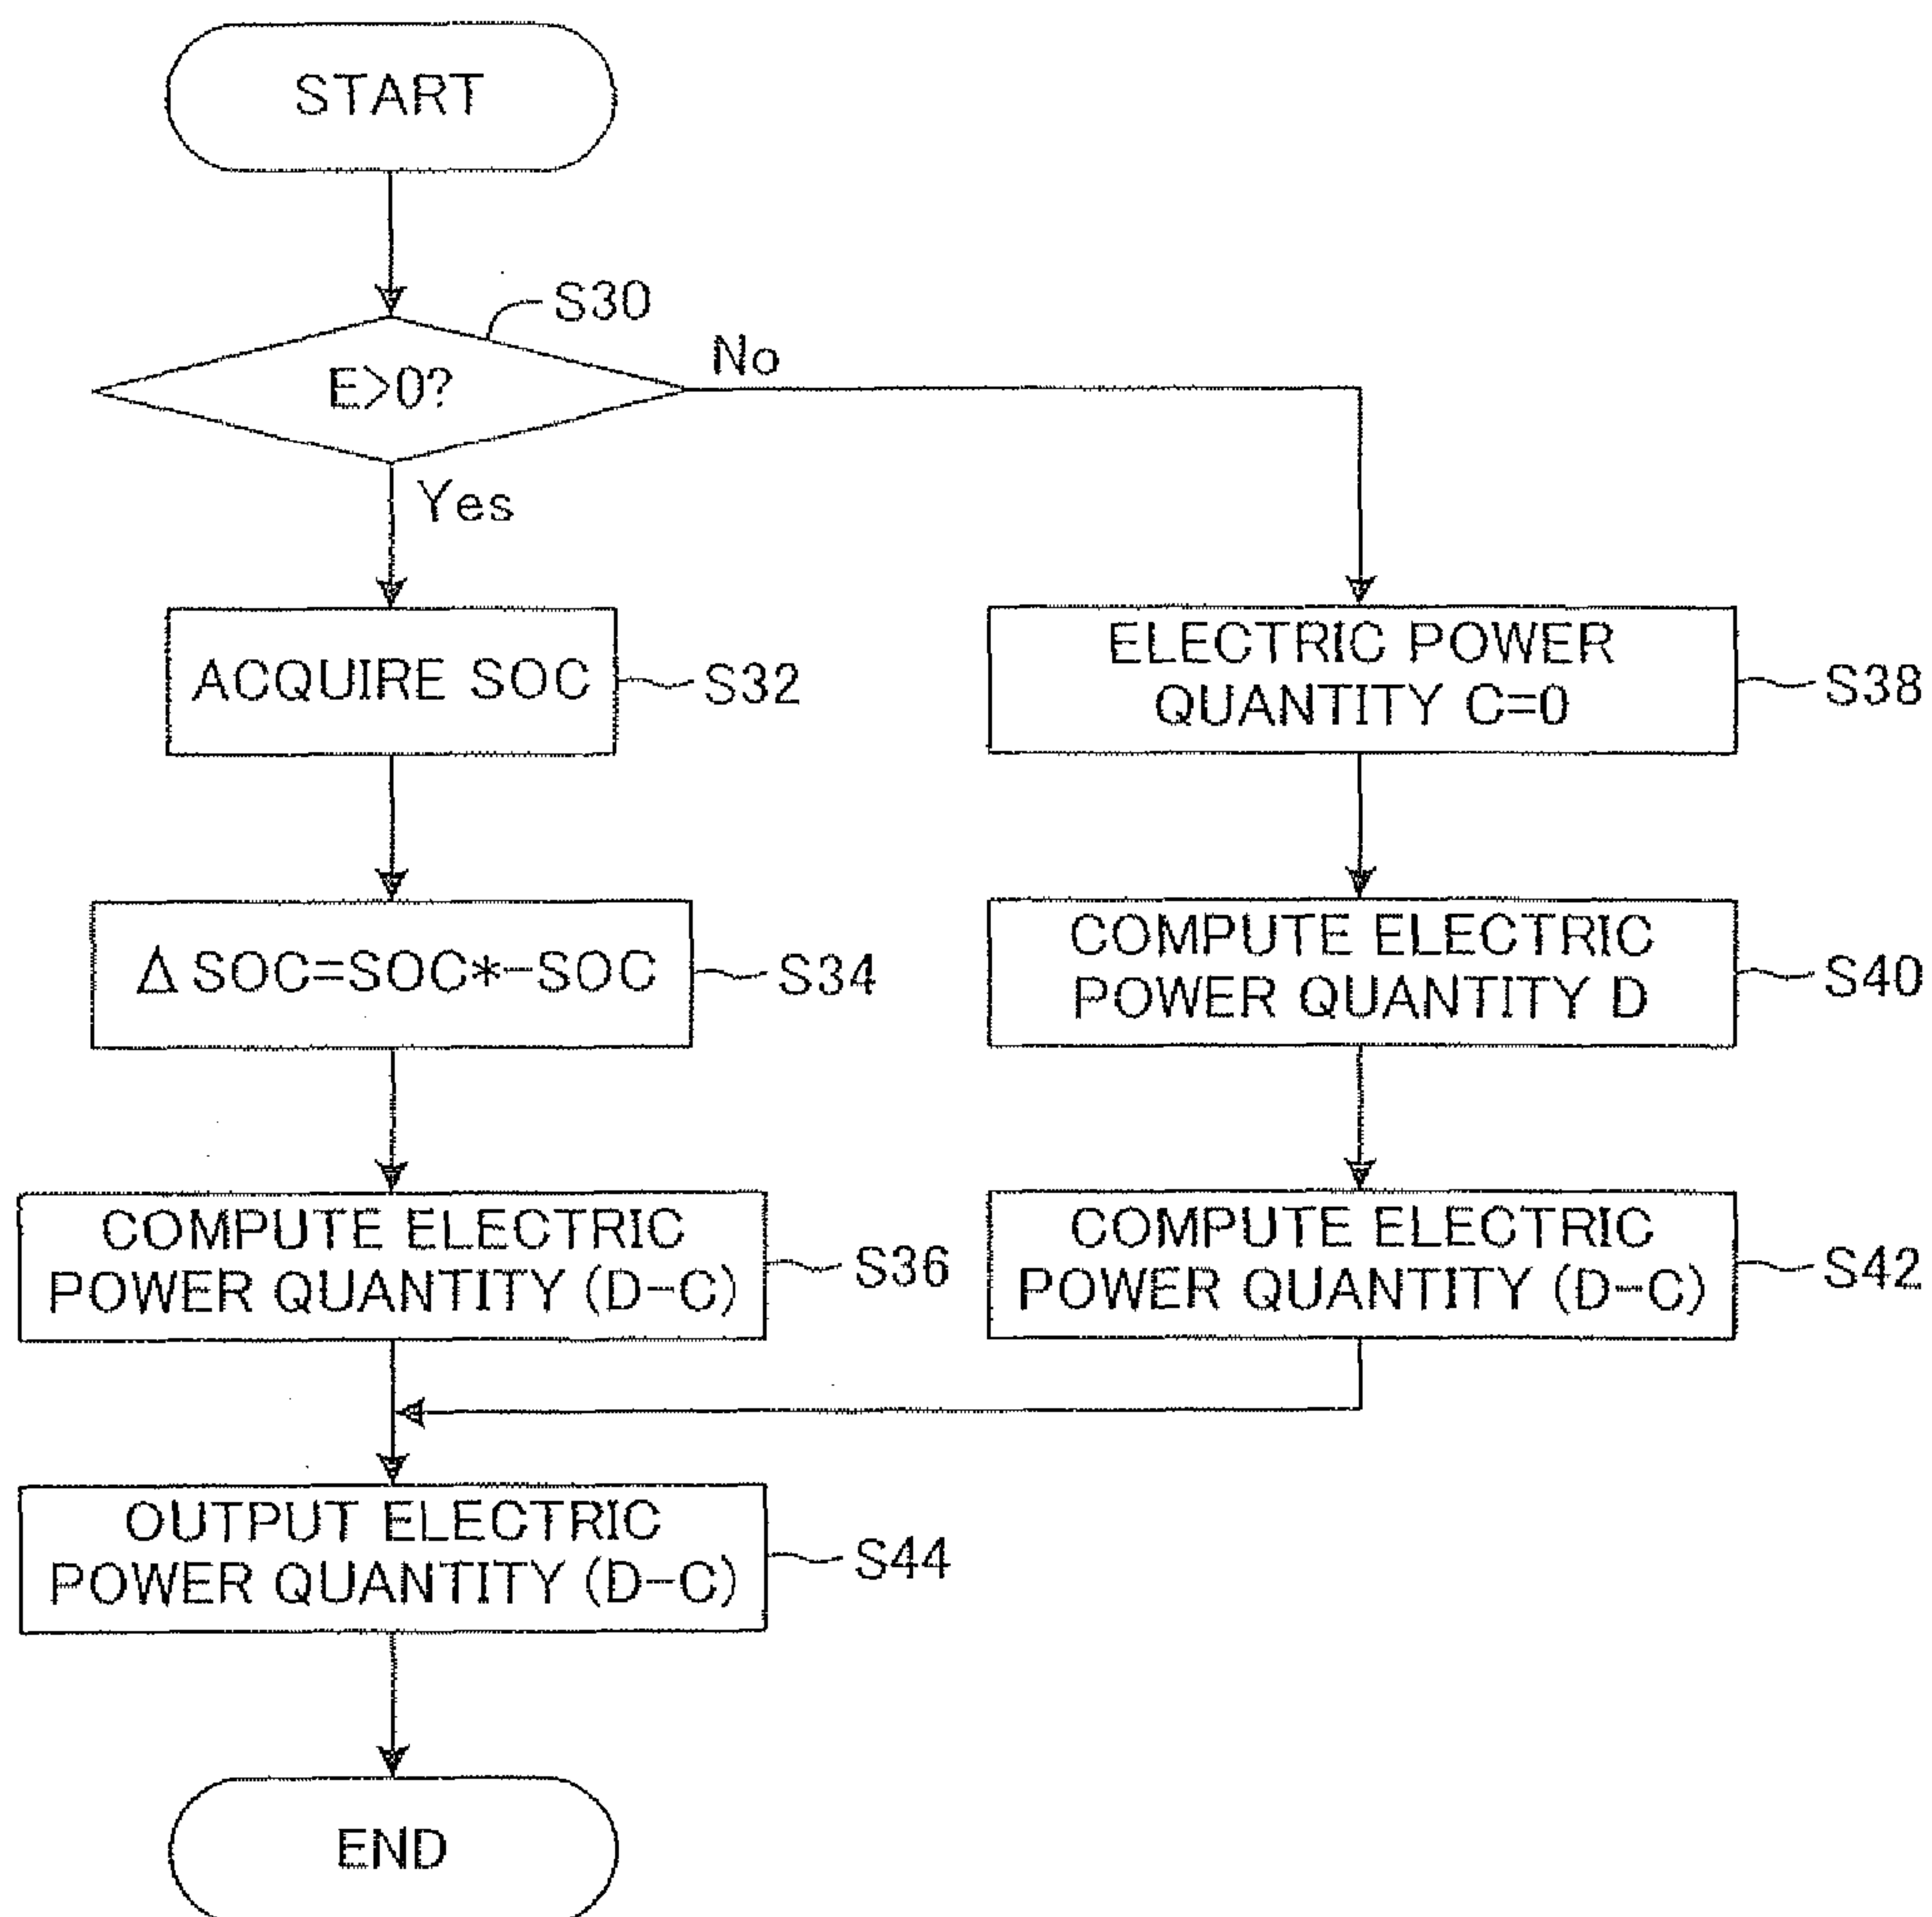 START
S30
E>0?
No
Yes
ACQUIRE SOC
S32
ELECTRIC POWER
QUANTITY C=0
S38
Δ SOC=SOC*-SOC
S34
COMPUTE ELECTRIC
POWER QUANTITY D
S40
COMPUTE ELECTRIC
POWER QUANTITY (D-C)
S36
COMPUTE ELECTRIC
POWER QUANTITY (D-C)
S42
OUTPUT ELECTRIC
POWER QUANTITY (D-C)
S44
END